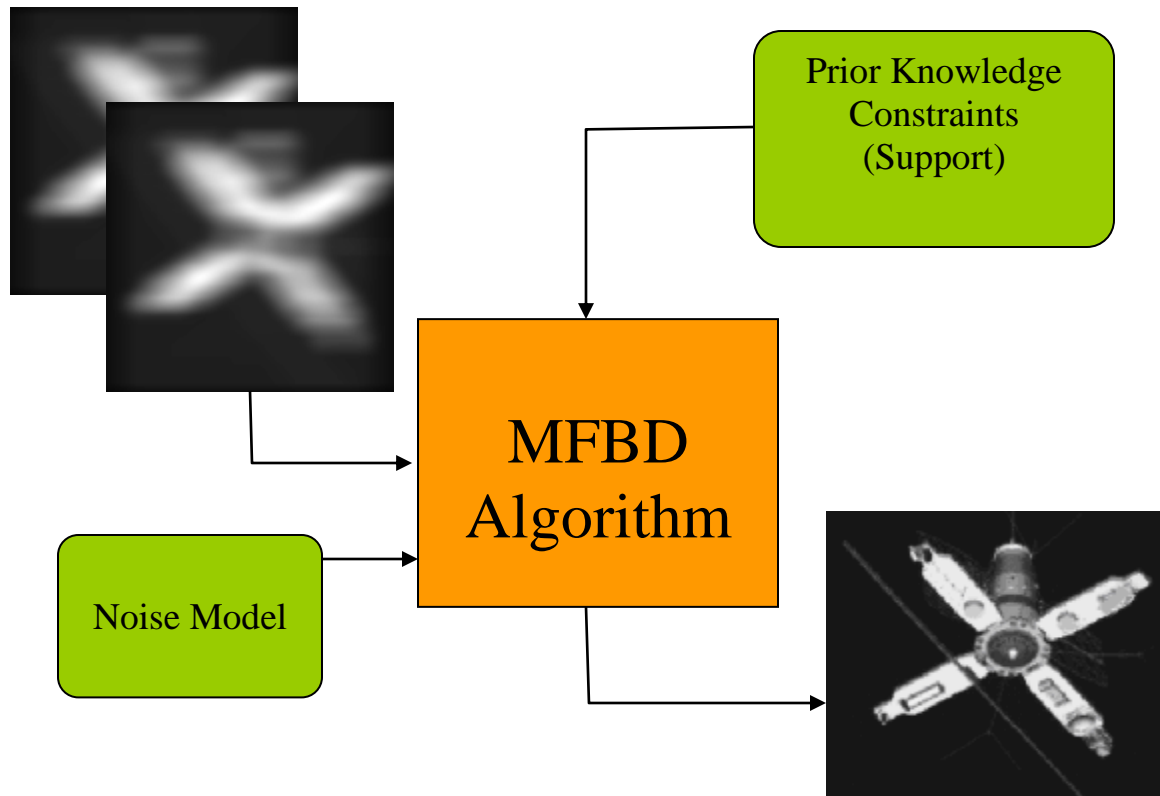 Prior Knowledge
Constraints
(Support)
MFBD
Algorithm
Noise Model